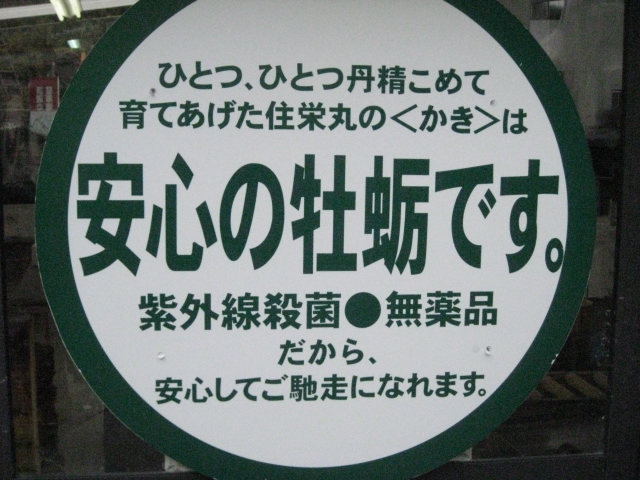 ひとつ、ひとつ丹精こめて
育てあげた住栄丸の<かき>は
安心の牡蛎です。
紫外線殺菌●無薬品
だから、
安心してご馳走になれます。